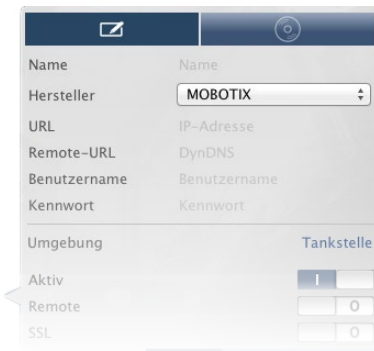 Name Name
Hersteller MOBOTIX
URL IP-Adresse
Remote-URL DynDNS
Benutzername Benutzername
Kennwort Kennwort
Umgebung Tankstelle
Aktiv I
Remote O
SSL O